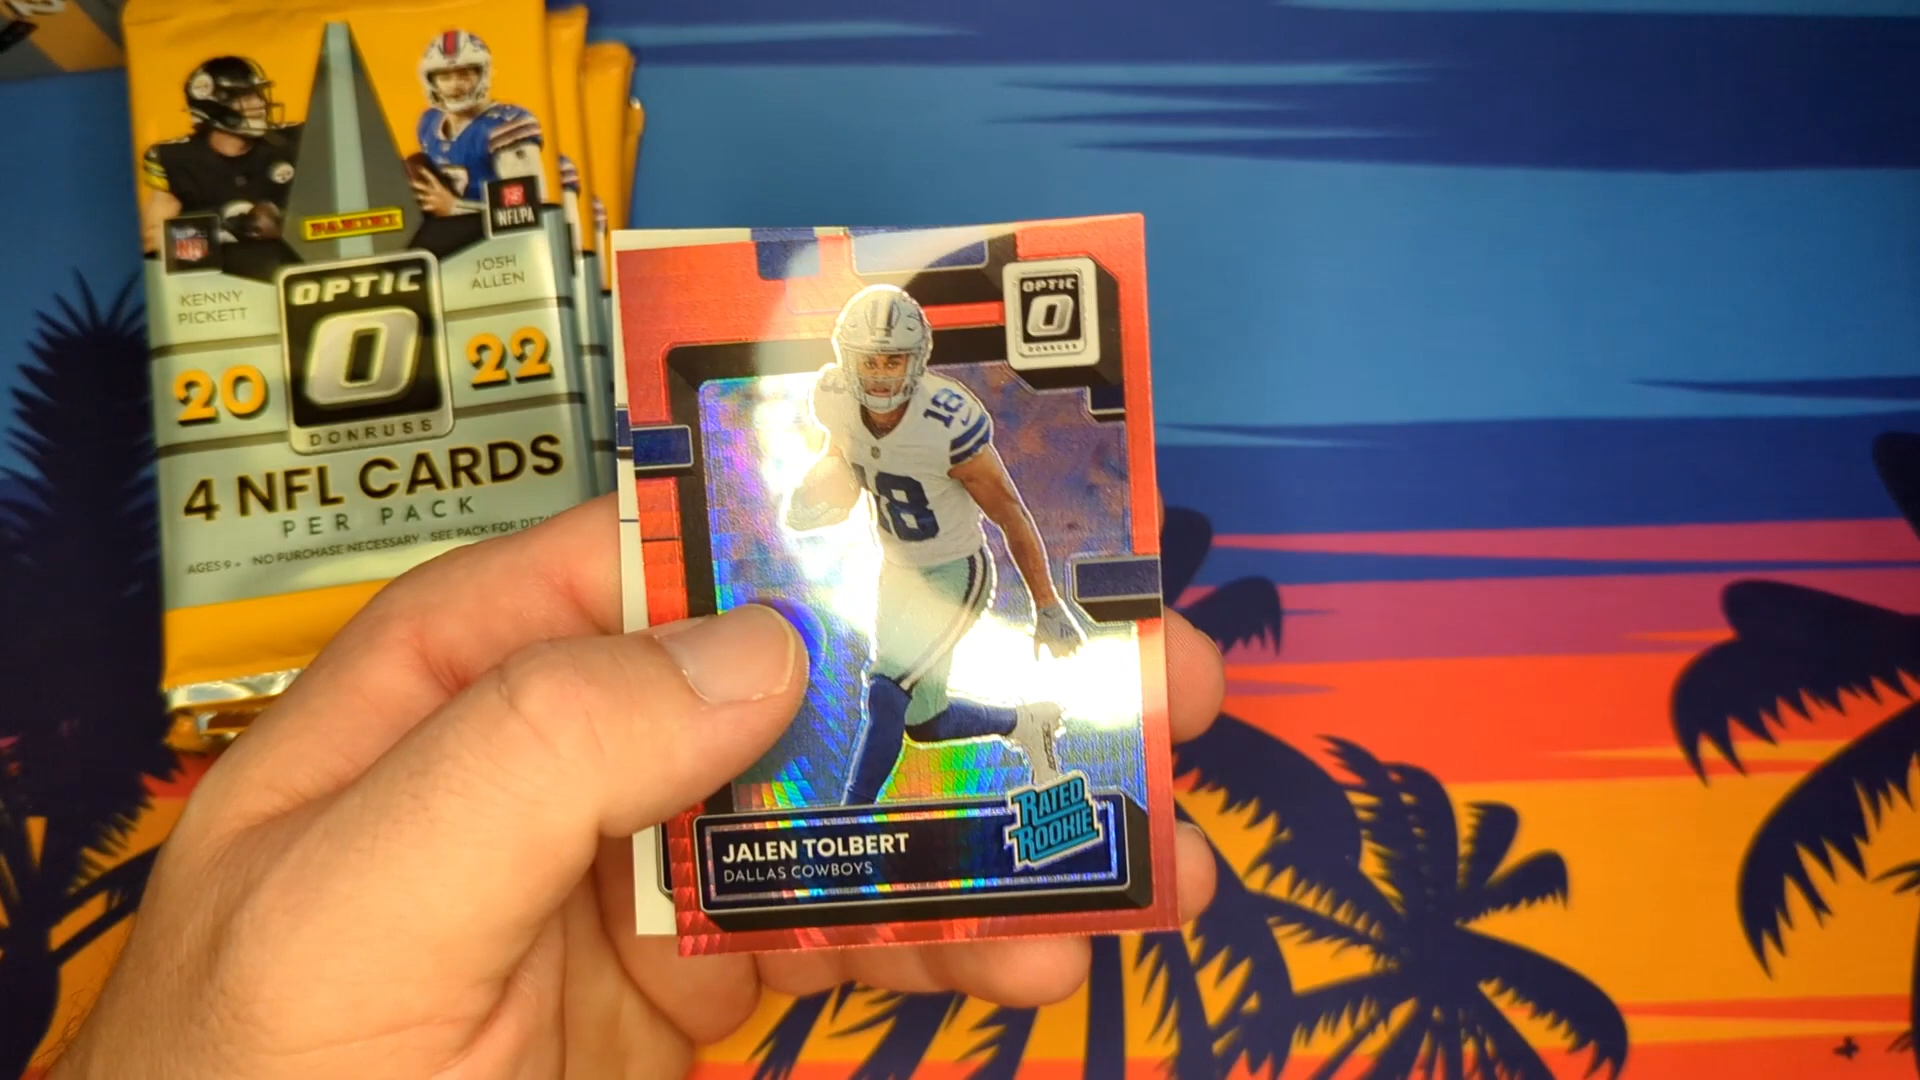 PANINI
NFLPA
KENNY
PICKETT
JOSH
ALLEN
OPTIC
O
DONRUSS
20
22
4 NFL CARDS
PER PACK
AGES 9+ NO PURCHASE NECESSARY - SEE PACK FOR
OPTIC
O
DONRUSS
18
18
RATED
ROOKIE
JALEN TOLBERT
DALLAS COWBOYS